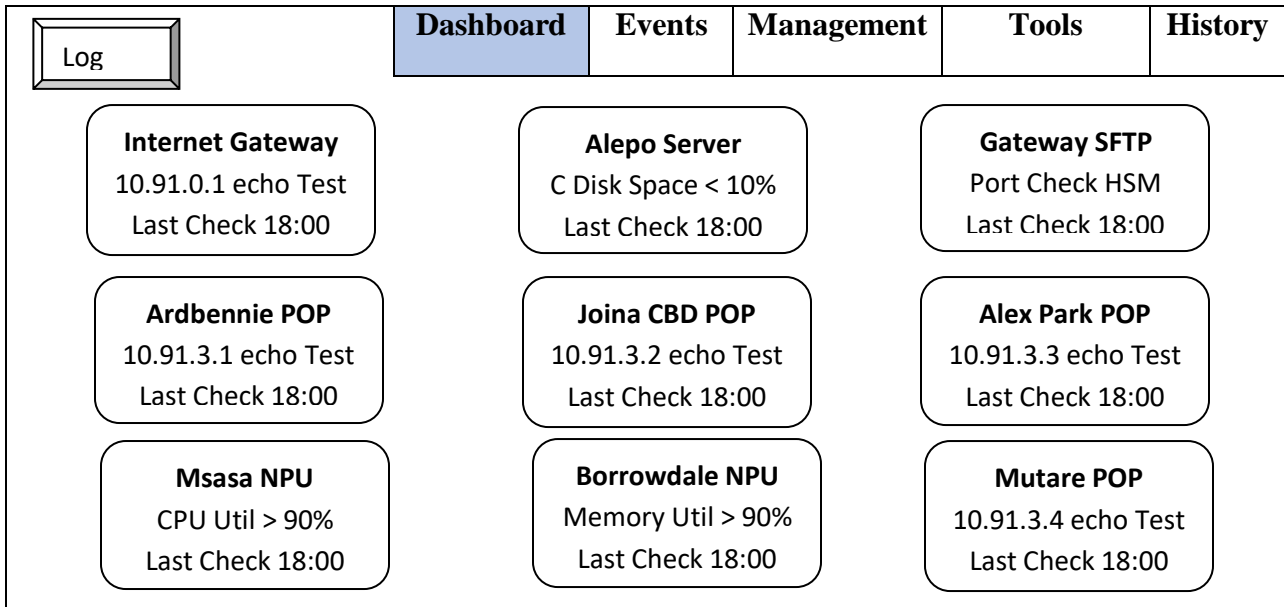 Log
Dashboard Events Management Tools History
Internet Gateway
10.91.0.1 echo Test
Last Check 18:00
Alepo Server
C Disk Space < 10%
Last Check 18:00
Gateway SFTP
Port Check HSM
Last Check 18:00
Ardbennie POP
10.91.3.1 echo Test
Last Check 18:00
Joina CBD POP
10.91.3.2 echo Test
Last Check 18:00
Alex Park POP
10.91.3.3 echo Test
Last Check 18:00
Msasa NPU
CPU Util > 90%
Last Check 18:00
Borrowdale NPU
Memory Util > 90%
Last Check 18:00
Mutare POP
10.91.3.4 echo Test
Last Check 18:00